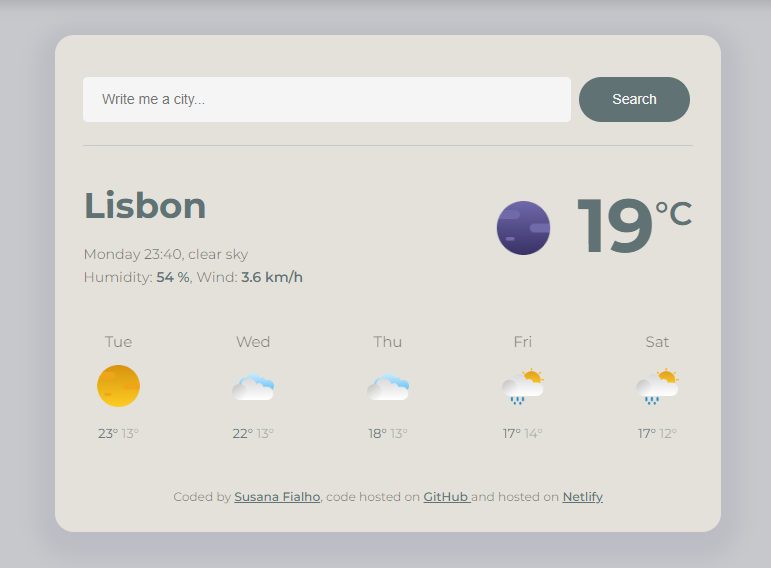 Write me a city...
Search
Lisbon
19°C
Monday 23:40, clear sky
Humidity: 54 %, Wind: 3.6 km/h
Tue Wed Thu Fri Sat
23° 13° 22° 13° 18° 13° 17° 14° 17° 12°
Coded by Susana Fialho, code hosted on GitHub and hosted on Netlify